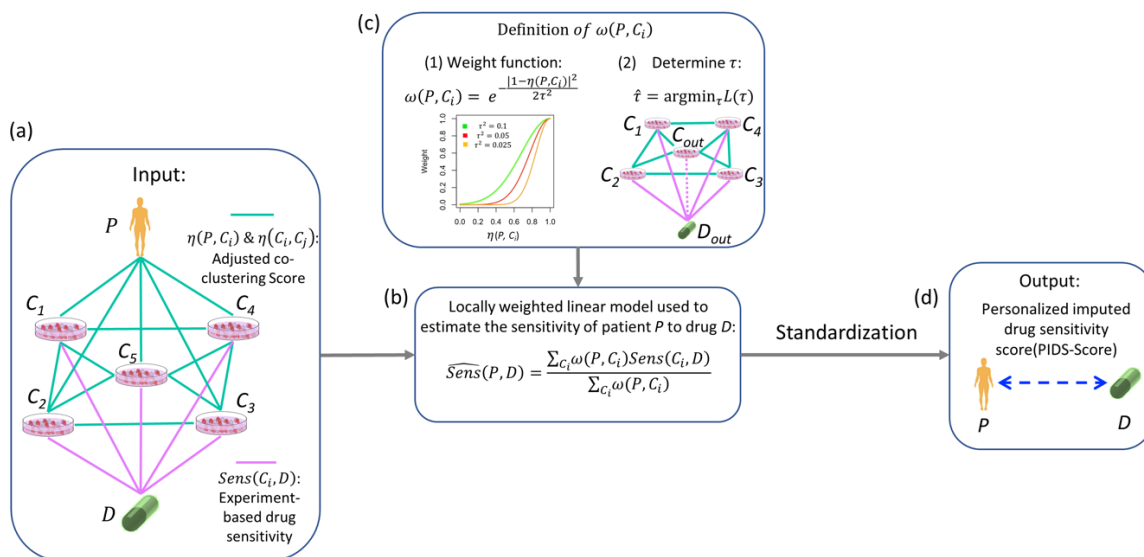 (a)
Input:
P
η(P, C_i) & η(C_i, C_j):
Adjusted co-
clustering Score
C_1
C_4
C_5
C_2
C_3
Sens(C_i, D):
Experiment-
based drug
sensitivity
D
(c)
Definition of ω(P, C_i)
(1) Weight function:
ω(P, C_i) = e^{-|1-η(P,C_i)|^2/2τ^2}
τ² = 0.1
τ² = 0.05
τ² = 0.025
Weight
1.0
0.8
0.6
0.4
0.2
0.0
0.0 0.2 0.4 0.6 0.8 1.0
η(P, C_i)
(2) Determine τ:
τ̂ = argmin_τ L(τ)
C_1
C_4
C_out
C_2
C_3
D_out
(b)
Locally weighted linear model used to
estimate the sensitivity of patient P to drug D:
\widehat{Sens}(P, D) = ∑_{C_i} ω(P, C_i)Sens(C_i, D) / ∑_{C_i} ω(P, C_i)
Standardization
(d)
Output:
Personalized imputed
drug sensitivity
score(PIDS-Score)
P
D